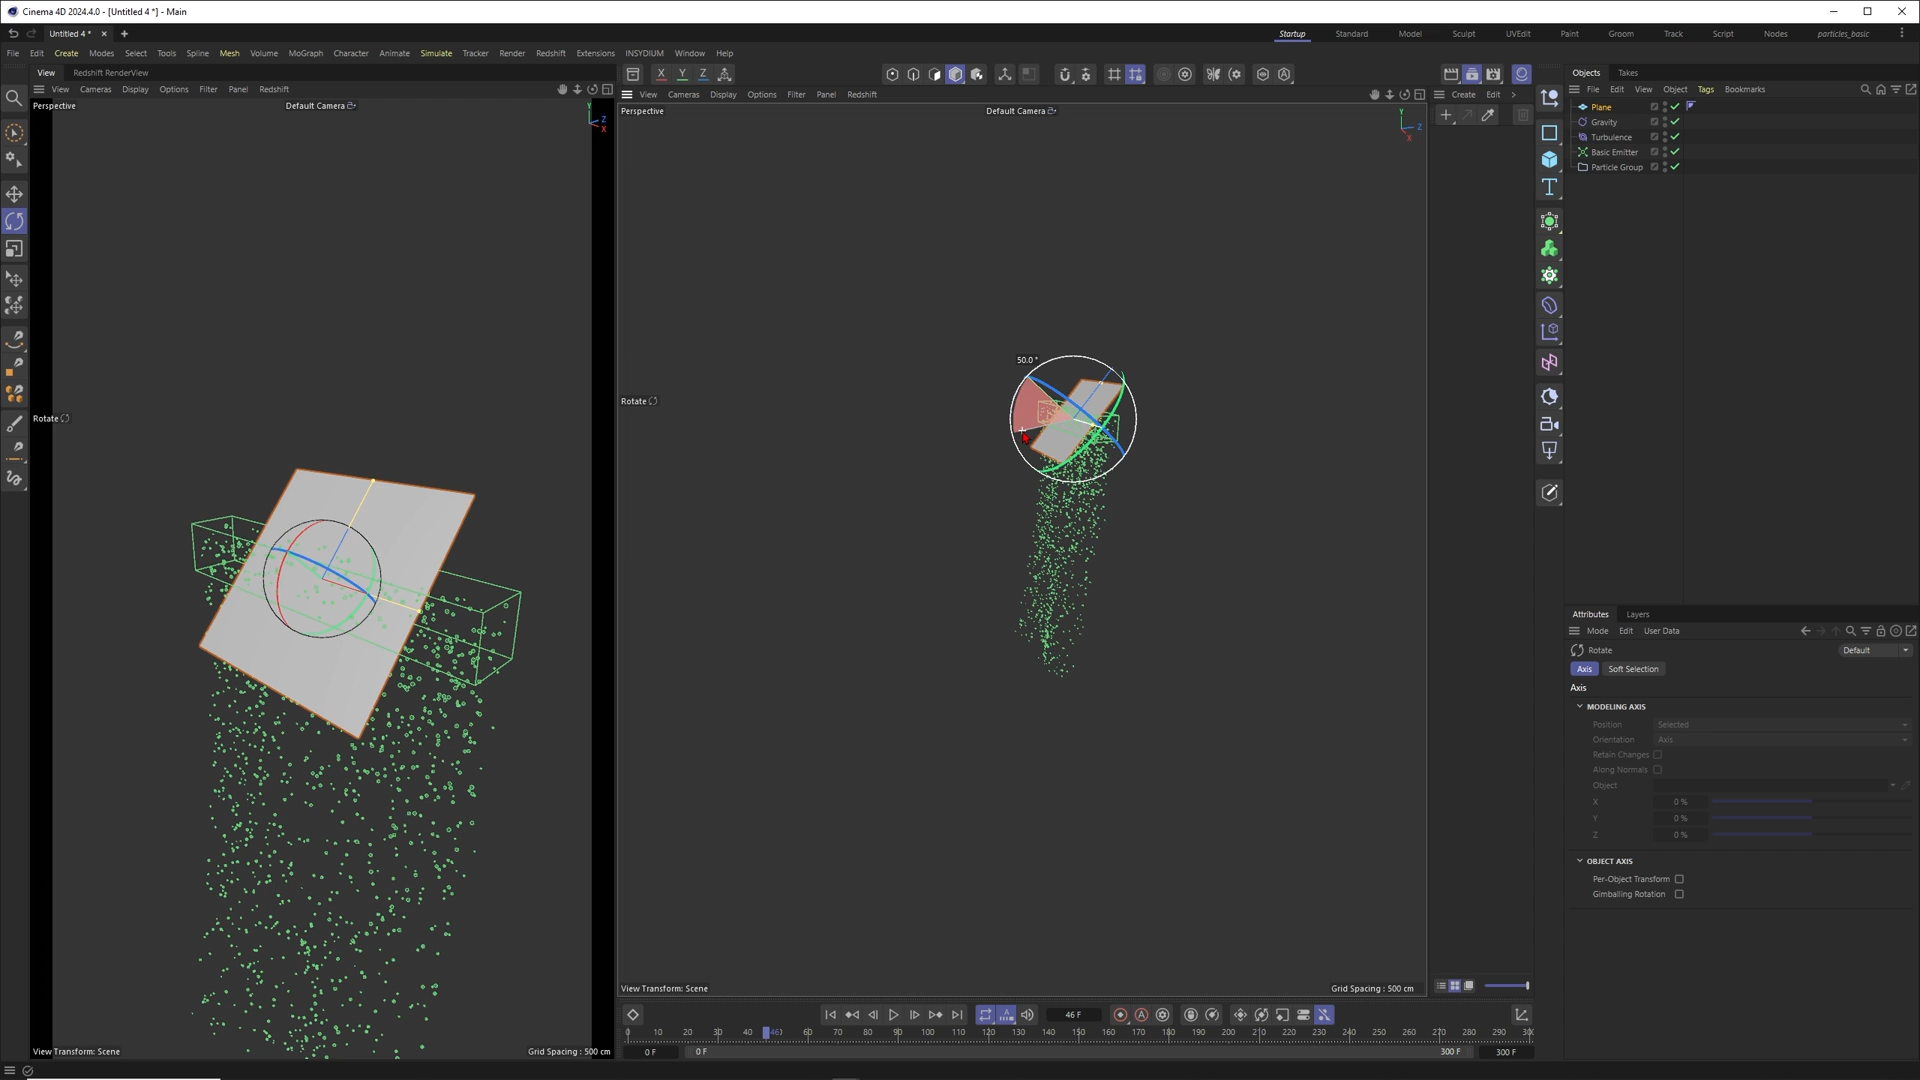 Cinema 4D 2024.4.0 - [Untitled 4 *] - Main
Untitled 4 *
Startup Standard Model Sculpt UVEdit Paint Groom Track Script Nodes particles_basic
File Edit Create Modes Select Tools Spline Mesh Volume MoGraph Character Animate Simulate Tracker Render Redshift Extensions INSYDIUM Window Help
View Redshift RenderView
View Cameras Display Options Filter Panel Redshift
Perspective
Default Camera
Y
Z
X
Rotate
View Transform: Scene
Grid Spacing : 500 cm
X Y Z
View Cameras Display Options Filter Panel Redshift
Perspective
Default Camera
Y
Z
X
50.0 °
Rotate
View Transform: Scene
Grid Spacing : 500 cm
Create Edit
Objects Takes
File Edit View Object Tags Bookmarks
Plane
Gravity
Turbulence
Basic Emitter
Particle Group
Attributes Layers
Mode Edit User Data
Rotate
Default
Axis Soft Selection
Axis
MODELING AXIS
Position Selected
Orientation Axis
Retain Changes
Along Normals
Object
X 0 %
Y 0 %
Z 0 %
OBJECT AXIS
Per-Object Transform
Gimballing Rotation
46 F
0 10 20 30 40 46 50 60 70 80 90 100 110 120 130 140 150 160 170 180 190 200 210 220 230 240 250 260 270 280 290 30
0 F 0 F 300 F 300 F